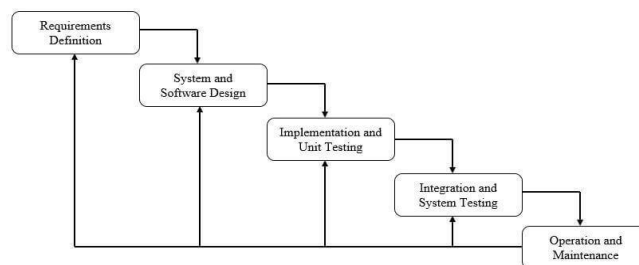 Requirements
Definition
System and
Software Design
Implementation and
Unit Testing
Integration and
System Testing
Operation and
Maintenance